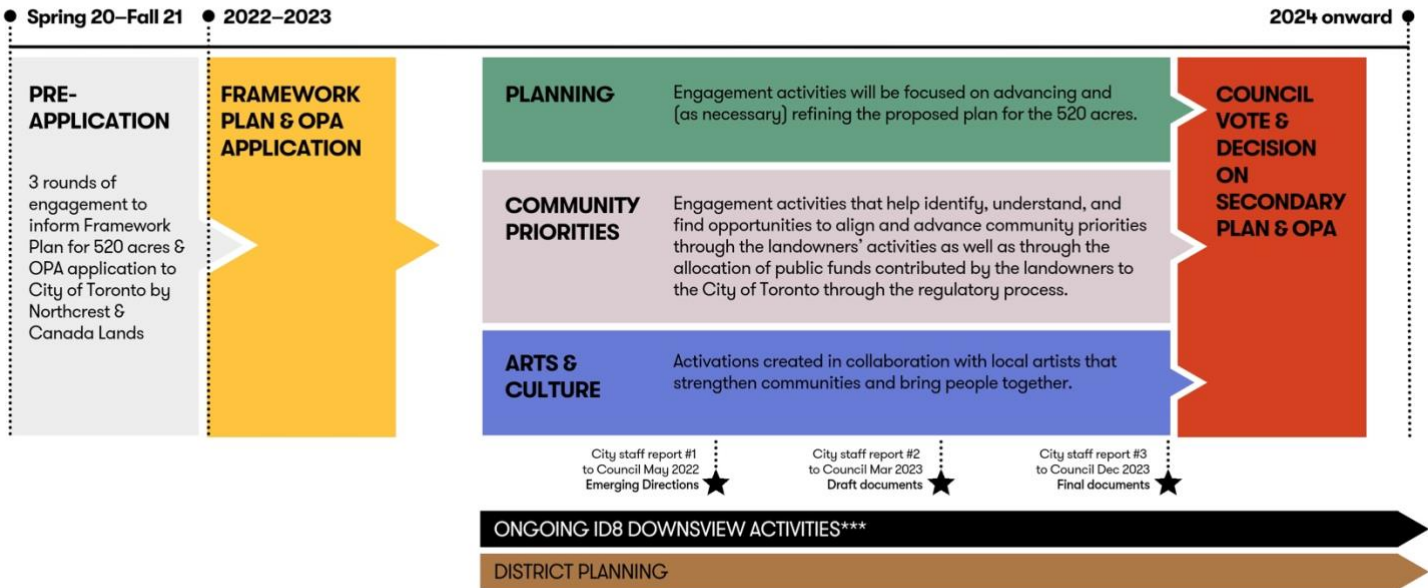 Spring 20–Fall 21
2022–2023
2024 onward
PRE-
APPLICATION
3 rounds of
engagement to
inform Framework
Plan for 520 acres &
OPA application to
City of Toronto by
Northcrest &
Canada Lands
FRAMEWORK
PLAN & OPA
APPLICATION
PLANNING
Engagement activities will be focused on advancing and
(as necessary) refining the proposed plan for the 520 acres.
COMMUNITY
PRIORITIES
Engagement activities that help identify, understand, and
find opportunities to align and advance community priorities
through the landowners’ activities as well as through the
allocation of public funds contributed by the landowners to
the City of Toronto through the regulatory process.
ARTS &
CULTURE
Activations created in collaboration with local artists that
strengthen communities and bring people together.
COUNCIL
VOTE &
DECISION
ON
SECONDARY
PLAN & OPA
City staff report #1
to Council May 2022
Emerging Directions
City staff report #2
to Council Mar 2023
Draft documents
City staff report #3
to Council Dec 2023
Final documents
ONGOING ID8 DOWNSVIEW ACTIVITIES***
DISTRICT PLANNING